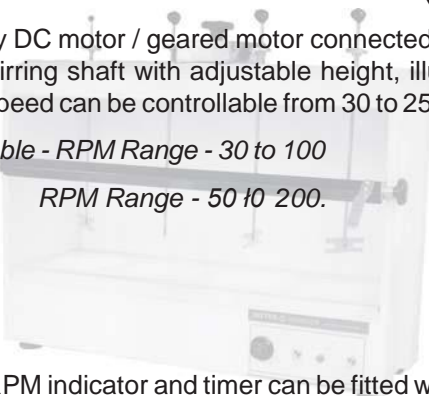 y DC motor / geared motor connected
irring shaft with adjustable height, ill
peed can be controllable from 30 to 25
ble - RPM Range - 30 to 100
RPM Range - 50 ł0 200.
RPM indicator and timer can be fitted w